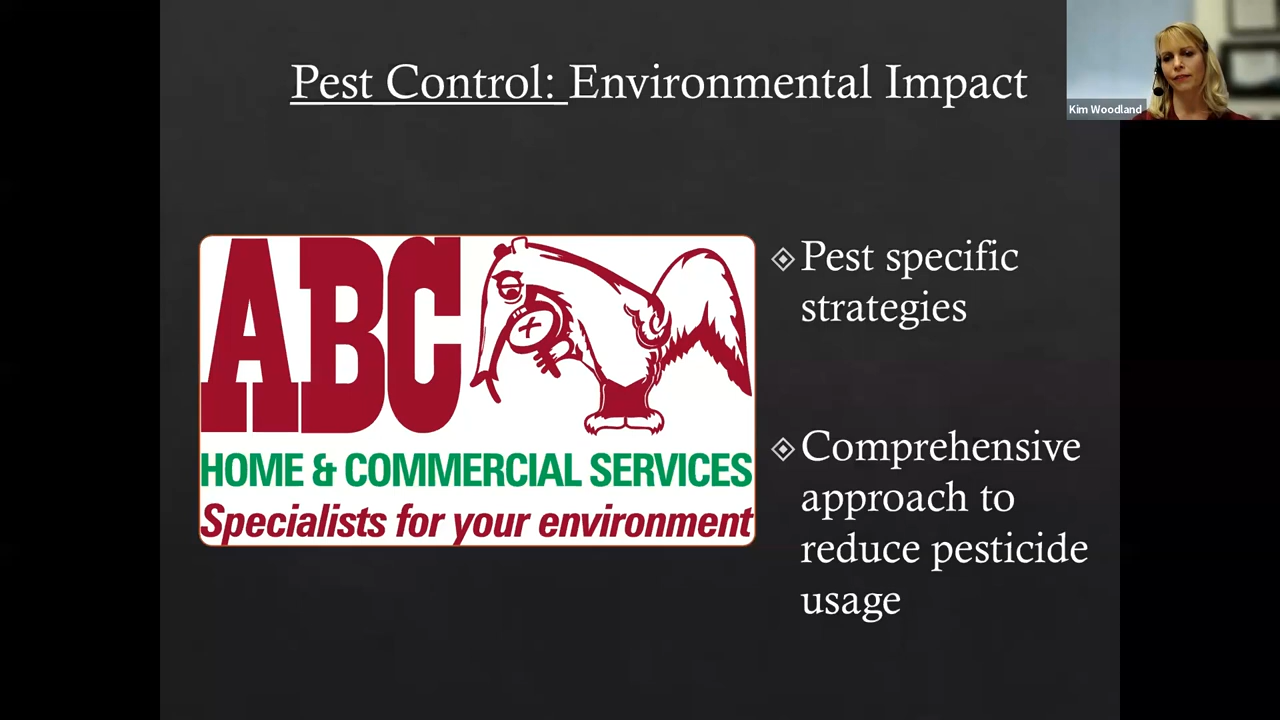 Pest Control: Environmental Impact
Kim Woodland
ABC
HOME & COMMERCIAL SERVICES
Specialists for your environment
Pest specific
strategies
Comprehensive
approach to
reduce pesticide
usage